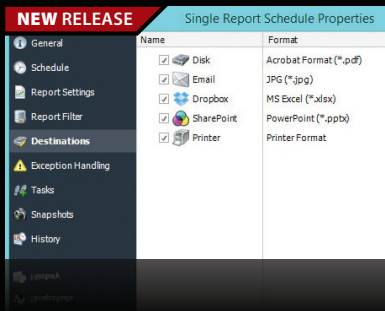 NEW RELEASE
Single Report Schedule Properties
General
Schedule
Report Settings
Report Filter
Destinations
Exception Handling
Tasks
Snapshots
History
Name Format
Disk Acrobat Format (*.pdf)
Email JPG (*.jpg)
Dropbox MS Excel (*.xlsx)
SharePoint PowerPoint (*.pptx)
Printer Printer Format